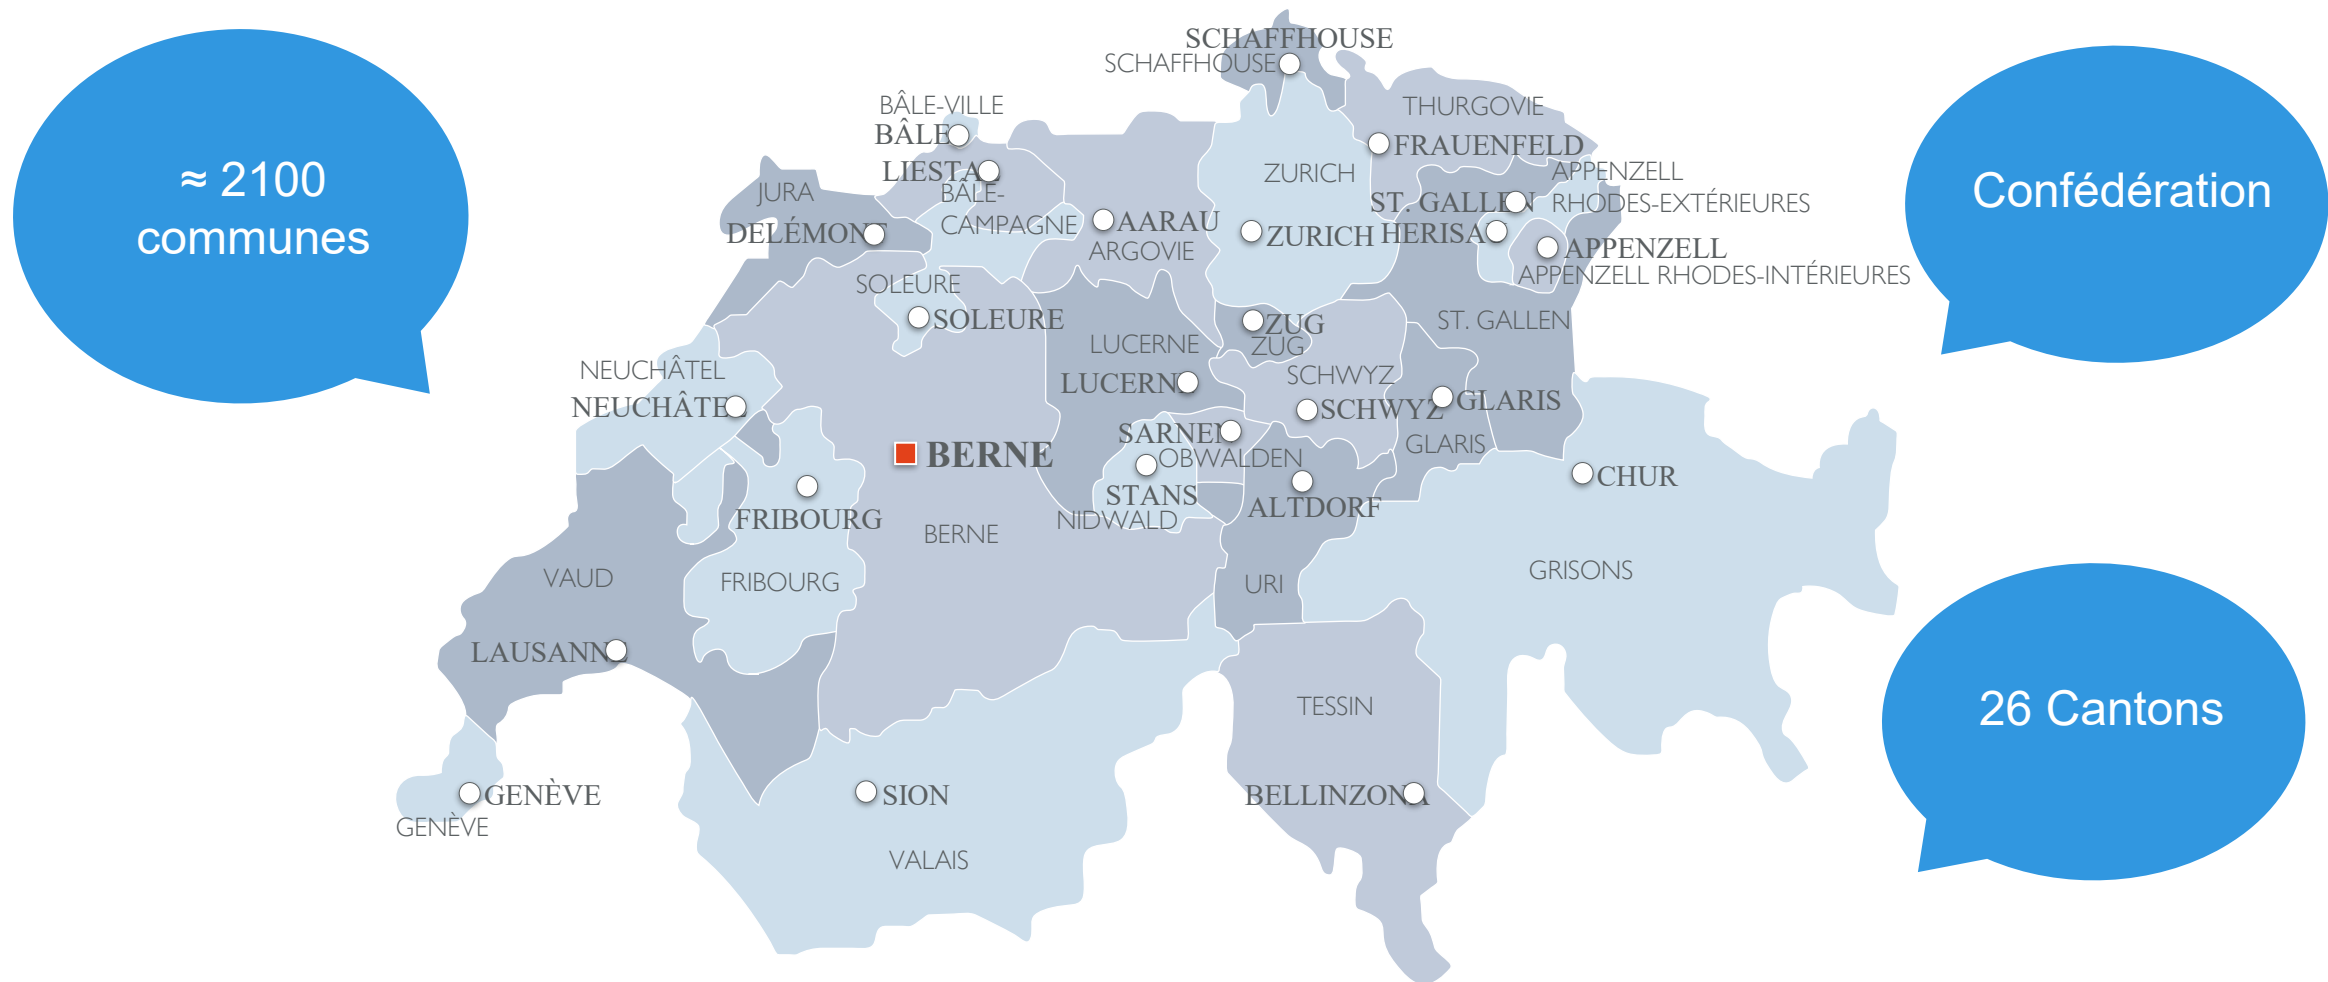 ≈ 2100
communes
Confédération
26 Cantons
SCHAFFHOUSE
SCHAFFHOUSE
BÂLE-VILLE
BÂLE
LIESTAL
BÂLE-
CAMPAGNE
JURA
DELÉMONT
THURGOVIE
FRAUENFELD
ZURICH
ZURICH
APPENZELL
RHODES-EXTÉRIEURES
ST. GALLEN
HERISAU
APPENZELL
APPENZELL RHODES-INTÉRIEURES
ST. GALLEN
AARAU
ARGOVIE
SOLEURE
SOLEURE
LUCERNE
LUCERNE
ZUG
ZUG
SCHWYZ
SCHWYZ
GLARIS
GLARIS
NEUCHÂTEL
NEUCHÂTEL
BERNE
BERNE
SARNEN
OBWALDEN
STANS
NIDWALD
ALTDORF
URI
CHUR
GRISONS
FRIBOURG
FRIBOURG
VAUD
LAUSANNE
GENÈVE
GENÈVE
SION
VALAIS
TESSIN
BELLINZONA